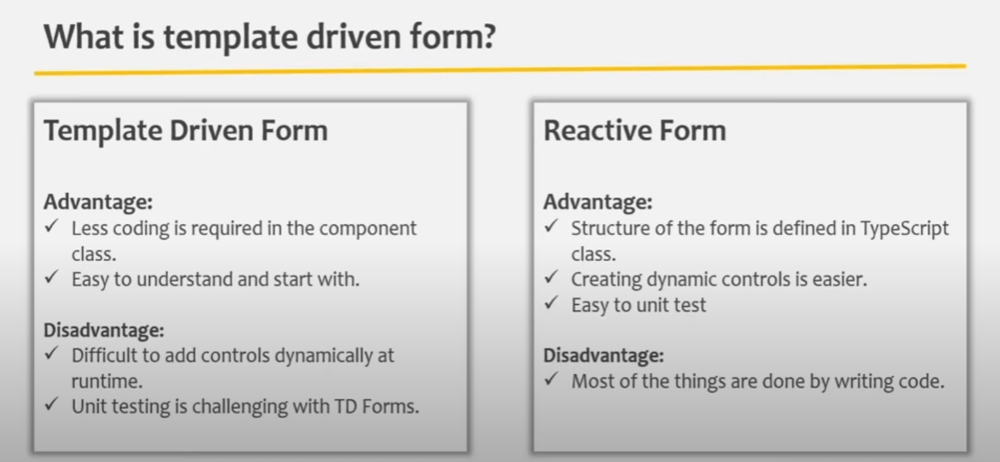 What is template driven form?
Template Driven Form
Advantage:
✓ Less coding is required in the component
class.
✓ Easy to understand and start with.
Disadvantage:
✓ Difficult to add controls dynamically at
runtime.
✓ Unit testing is challenging with TD Forms.
Reactive Form
Advantage:
✓ Structure of the form is defined in TypeScript
class.
✓ Creating dynamic controls is easier.
✓ Easy to unit test
Disadvantage:
✓ Most of the things are done by writing code.